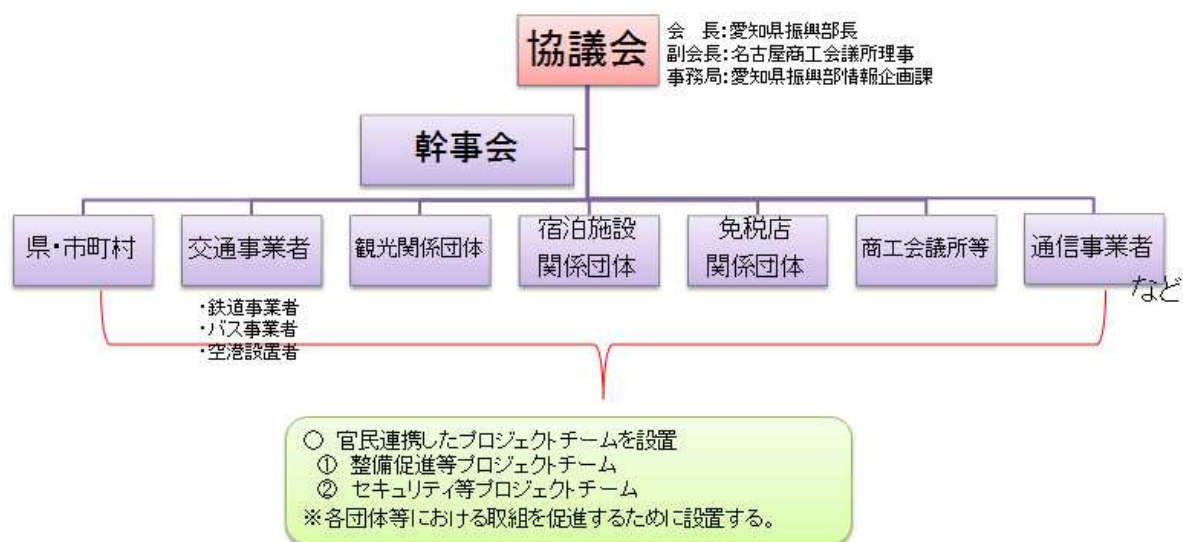 協議会
会　長：愛知県振興部長
副会長：名古屋商工会議所理事
事務局：愛知県振興部情報企画課
幹事会
県・市町村
交通事業者
観光関係団体
宿泊施設
関係団体
免税店
関係団体
商工会議所等
通信事業者
など
・鉄道事業者
・バス事業者
・空港設置者
○ 官民連携したプロジェクトチームを設置
① 整備促進等プロジェクトチーム
② セキュリティ等プロジェクトチーム
※各団体等における取組を促進するために設置する。